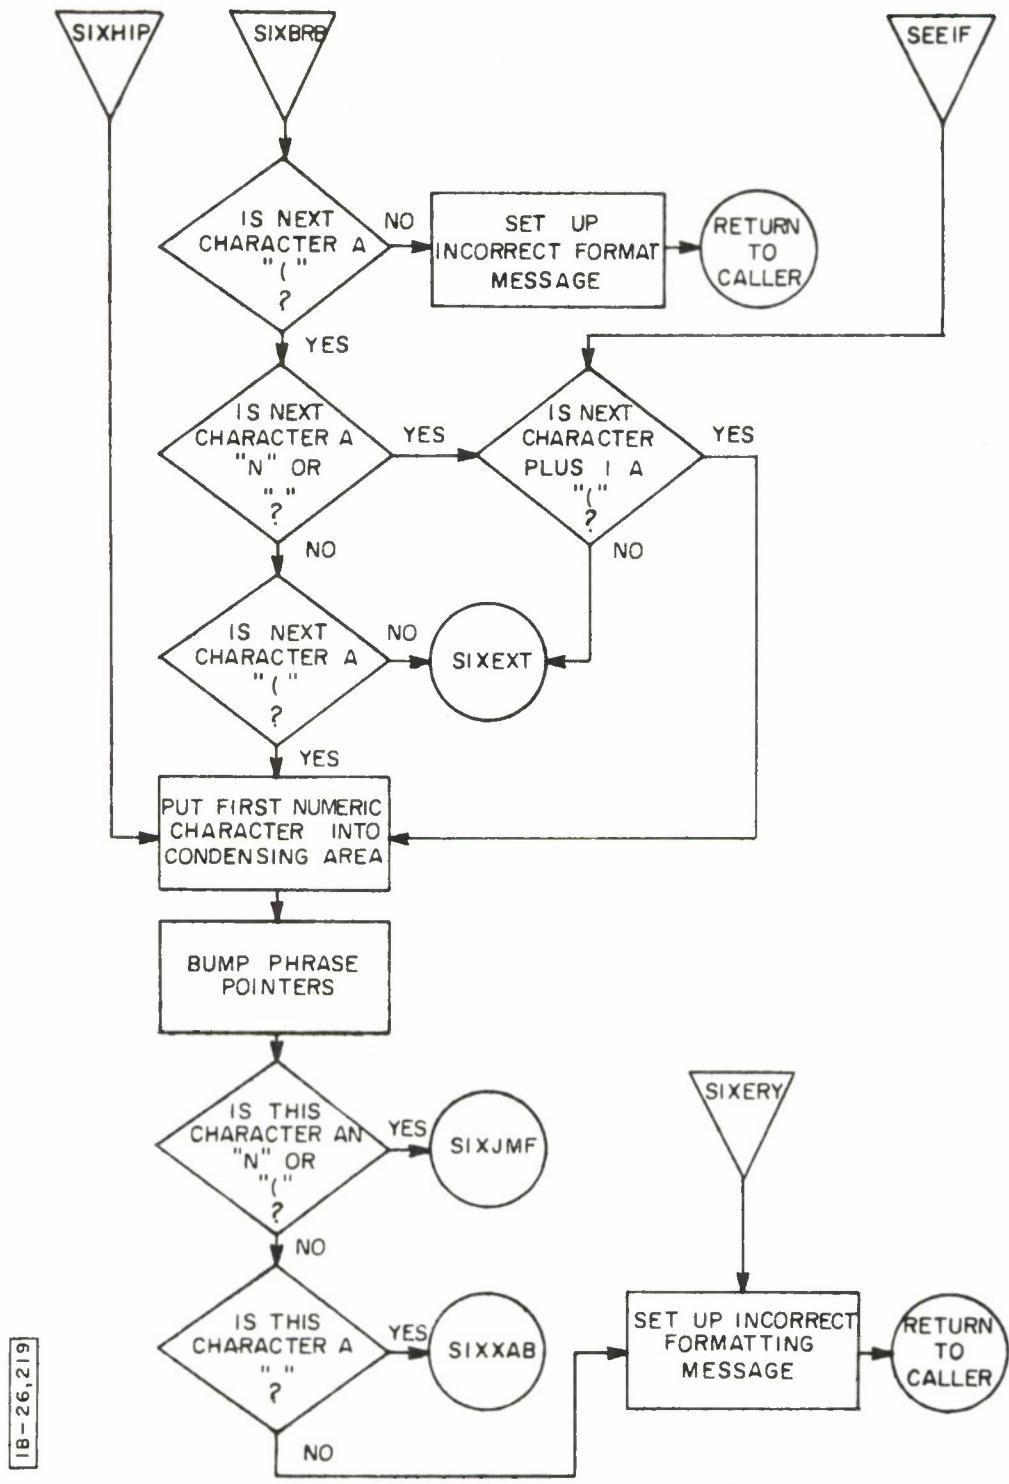 SIXHIP
SIXBRB
SEEIF
IS NEXT
CHARACTER A
"("
?
NO
SET UP
INCORRECT FORMAT
MESSAGE
RETURN
TO
CALLER
YES
IS NEXT
CHARACTER A
"N" OR
" "
?
YES
IS NEXT
CHARACTER
PLUS 1 A
"("
?
YES
NO
NO
IS NEXT
CHARACTER A
"("
?
NO
SIXEXT
YES
PUT FIRST NUMERIC
CHARACTER INTO
CONDENSING AREA
BUMP PHRASE
POINTERS
IS THIS
CHARACTER AN
"N" OR
"("
?
YES
SIXJMF
SIXERY
NO
IS THIS
CHARACTER A
" "
?
YES
SIXXAB
SET UP INCORRECT
FORMATTING
MESSAGE
RETURN
TO
CALLER
NO
IB-26,219